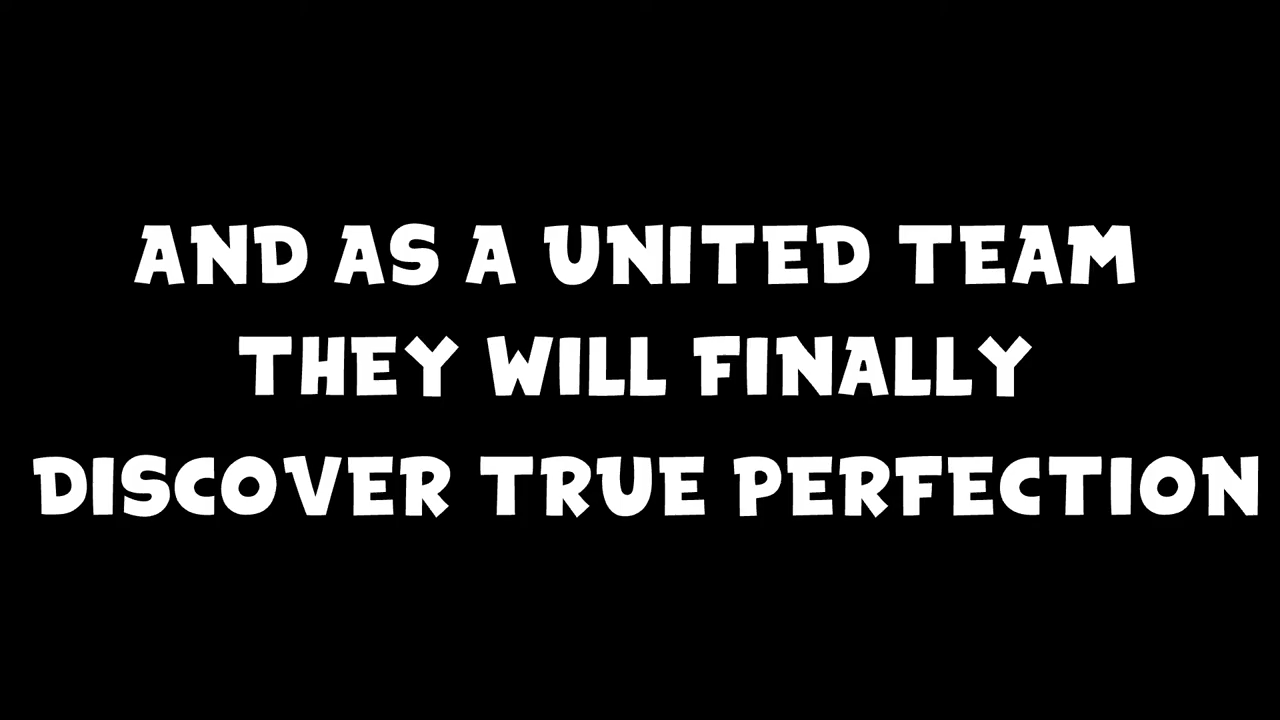 AND AS A UNITED TEAM
THEY WILL FINALLY
DISCOVER TRUE PERFECTION